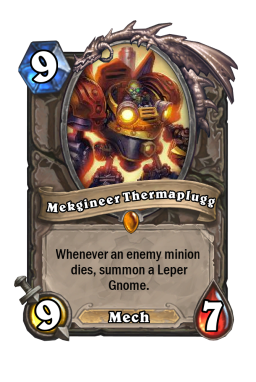 9
Mekgineer Thermaplugg
Whenever an enemy minion
dies, summon a Leper
Gnome.
9
Mech
7